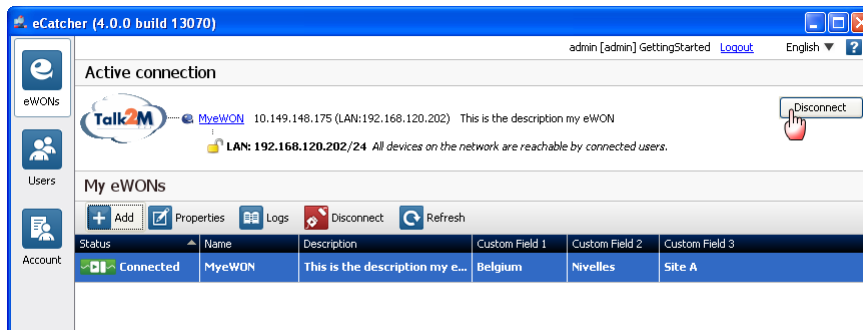 eCatcher (4.0.0 build 13070)
admin [admin] GettingStarted Logout English ▼ ?
eWONs
Users
Account
Active connection
Talk2M MyeWON 10.149.148.175 (LAN:192.168.120.202) This is the description my eWON Disconnect
LAN: 192.168.120.202/24 All devices on the network are reachable by connected users.
My eWONs
Add Properties Logs Disconnect Refresh
Status Name Description Custom Field 1 Custom Field 2 Custom Field 3
Connected MyeWON This is the description my e... Belgium Nivelles Site A